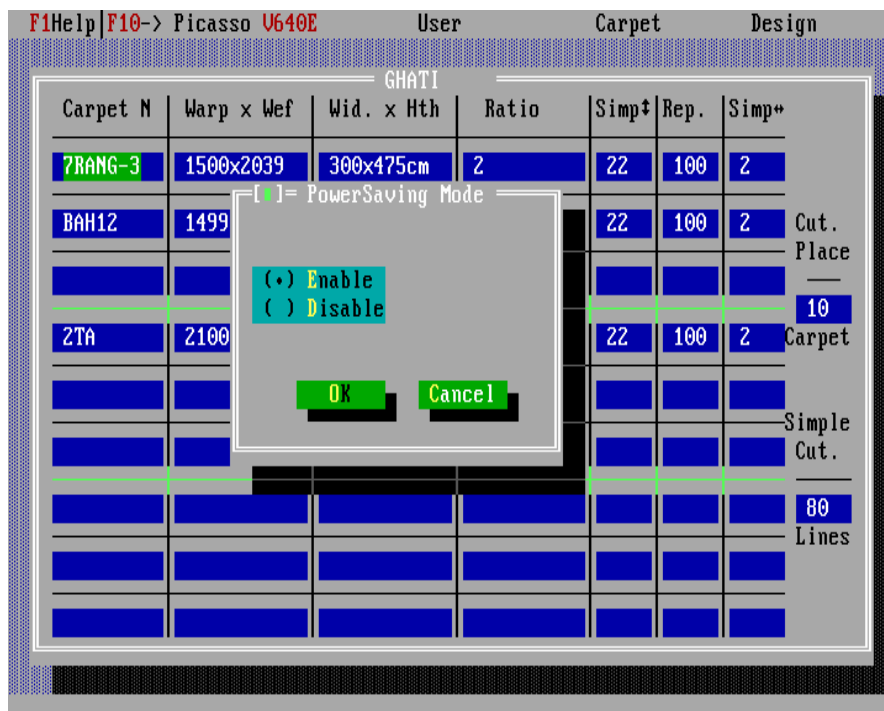 F1Help F10-> Picasso V640E User Carpet Design
GHATI
Carpet N Warp x Wef Wid. x Hth Ratio Simp↕ Rep. Simp↔
7RANG-3 1500x2039 300x475cm 2 22 100 2
[■]= PowerSaving Mode
BAH12 1499 22 100 2 Cut.
Place
(•) Enable
( ) Disable
10
2TA 2100 22 100 2 Carpet
OK Cancel
Simple
Cut.
80
Lines